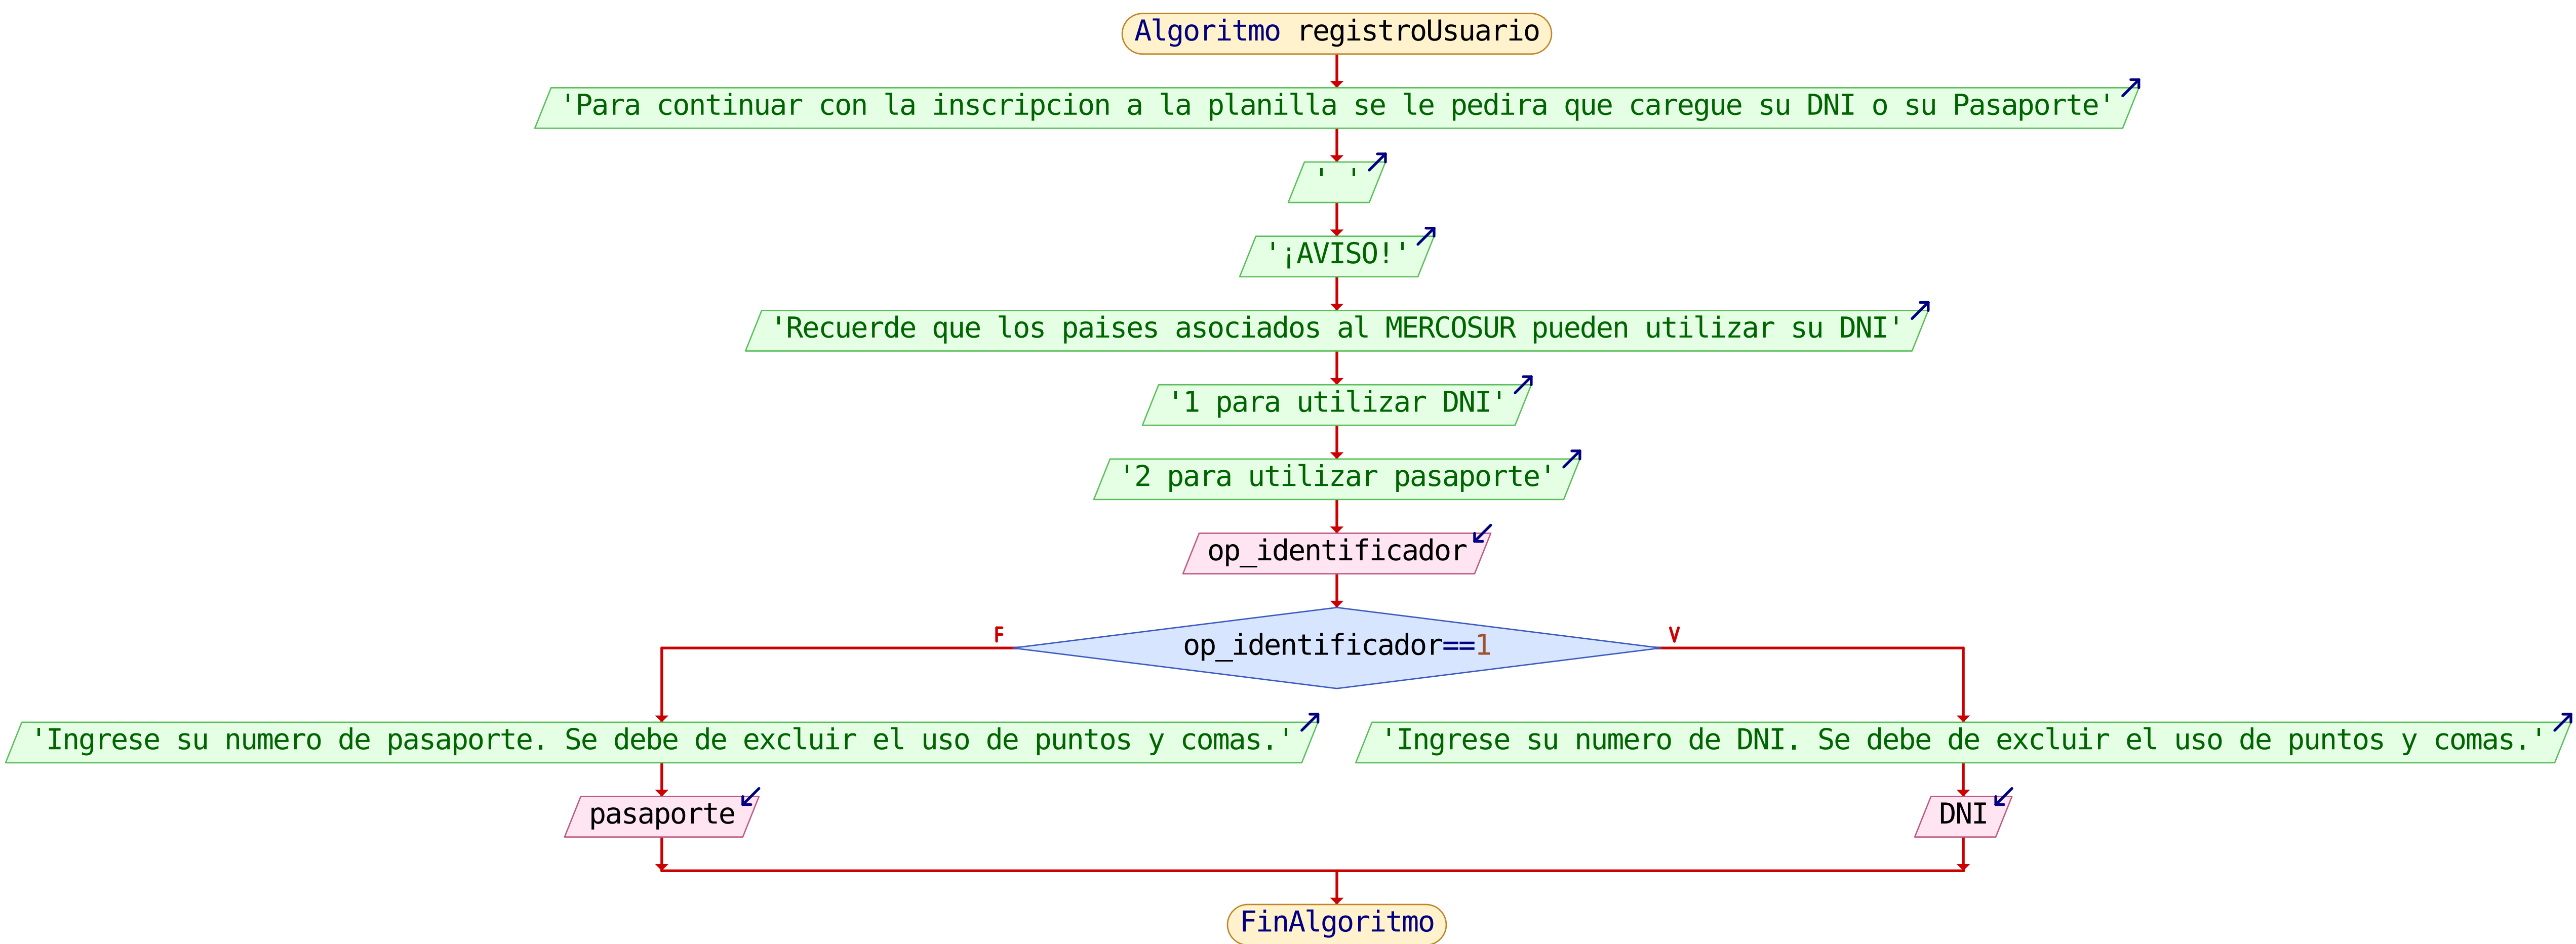 Algoritmo registroUsuario
'Para continuar con la inscripcion a la planilla se le pedira que caregue su DNI o su Pasaporte'
' '
'¡AVISO!'
'Recuerde que los paises asociados al MERCOSUR pueden utilizar su DNI'
'1 para utilizar DNI'
'2 para utilizar pasaporte'
op_identificador
F
op_identificador==1
V
'Ingrese su numero de pasaporte. Se debe de excluir el uso de puntos y comas.'
'Ingrese su numero de DNI. Se debe de excluir el uso de puntos y comas.'
pasaporte
DNI
FinAlgoritmo